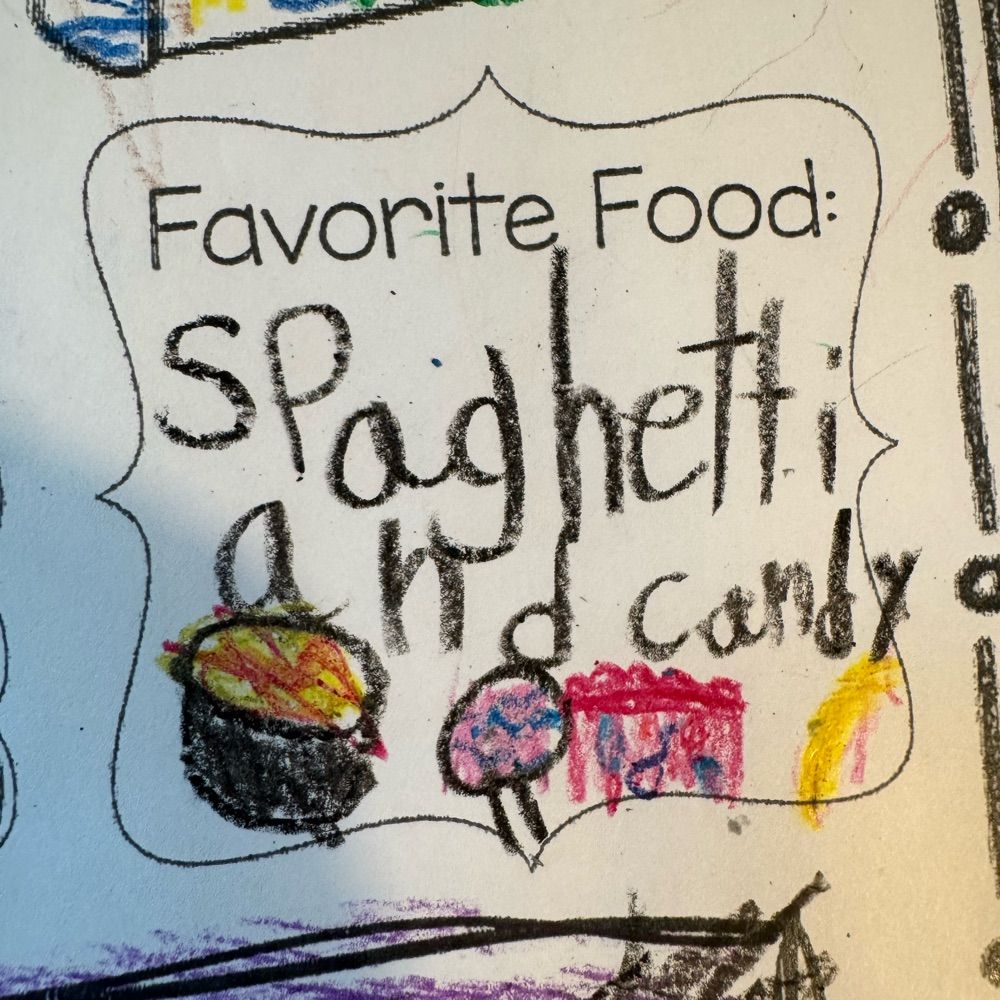 Favorite Food:
spaghetti
and candy